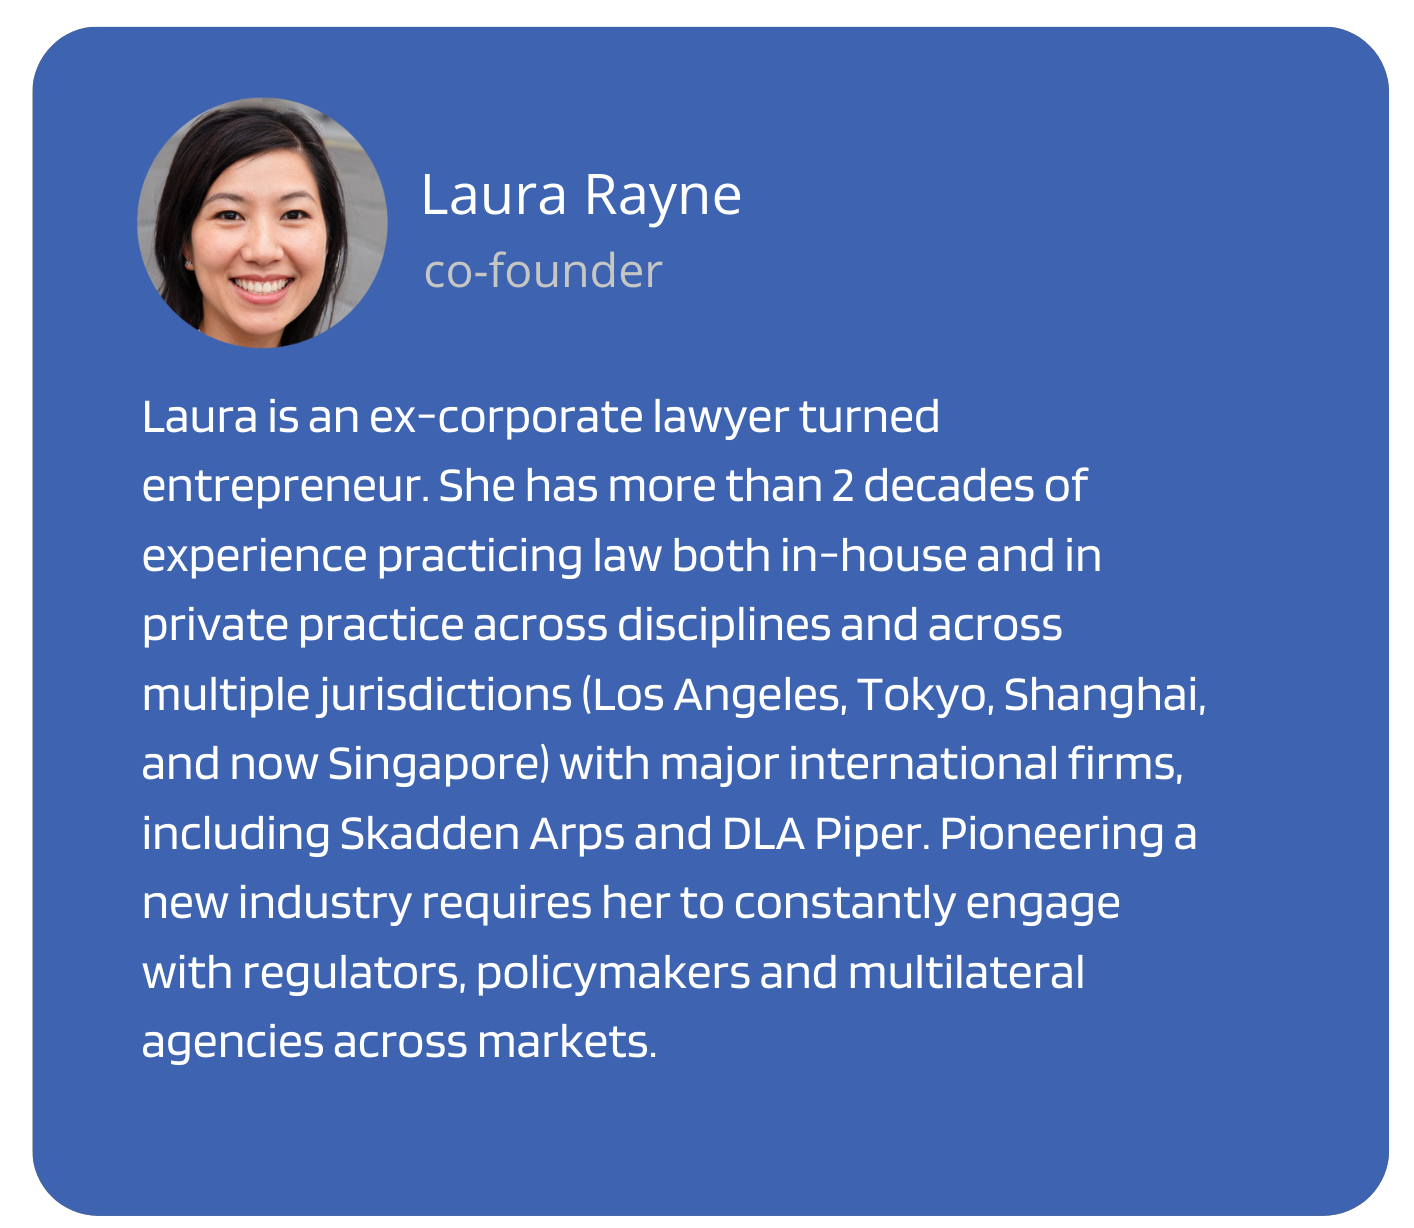 Laura Rayne
co-founder
Laura is an ex-corporate lawyer turned
entrepreneur. She has more than 2 decades of
experience practicing law both in-house and in
private practice across disciplines and across
multiple jurisdictions (Los Angeles, Tokyo, Shanghai,
and now Singapore) with major international firms,
including Skadden Arps and DLA Piper. Pioneering a
new industry requires her to constantly engage
with regulators, policymakers and multilateral
agencies across markets.